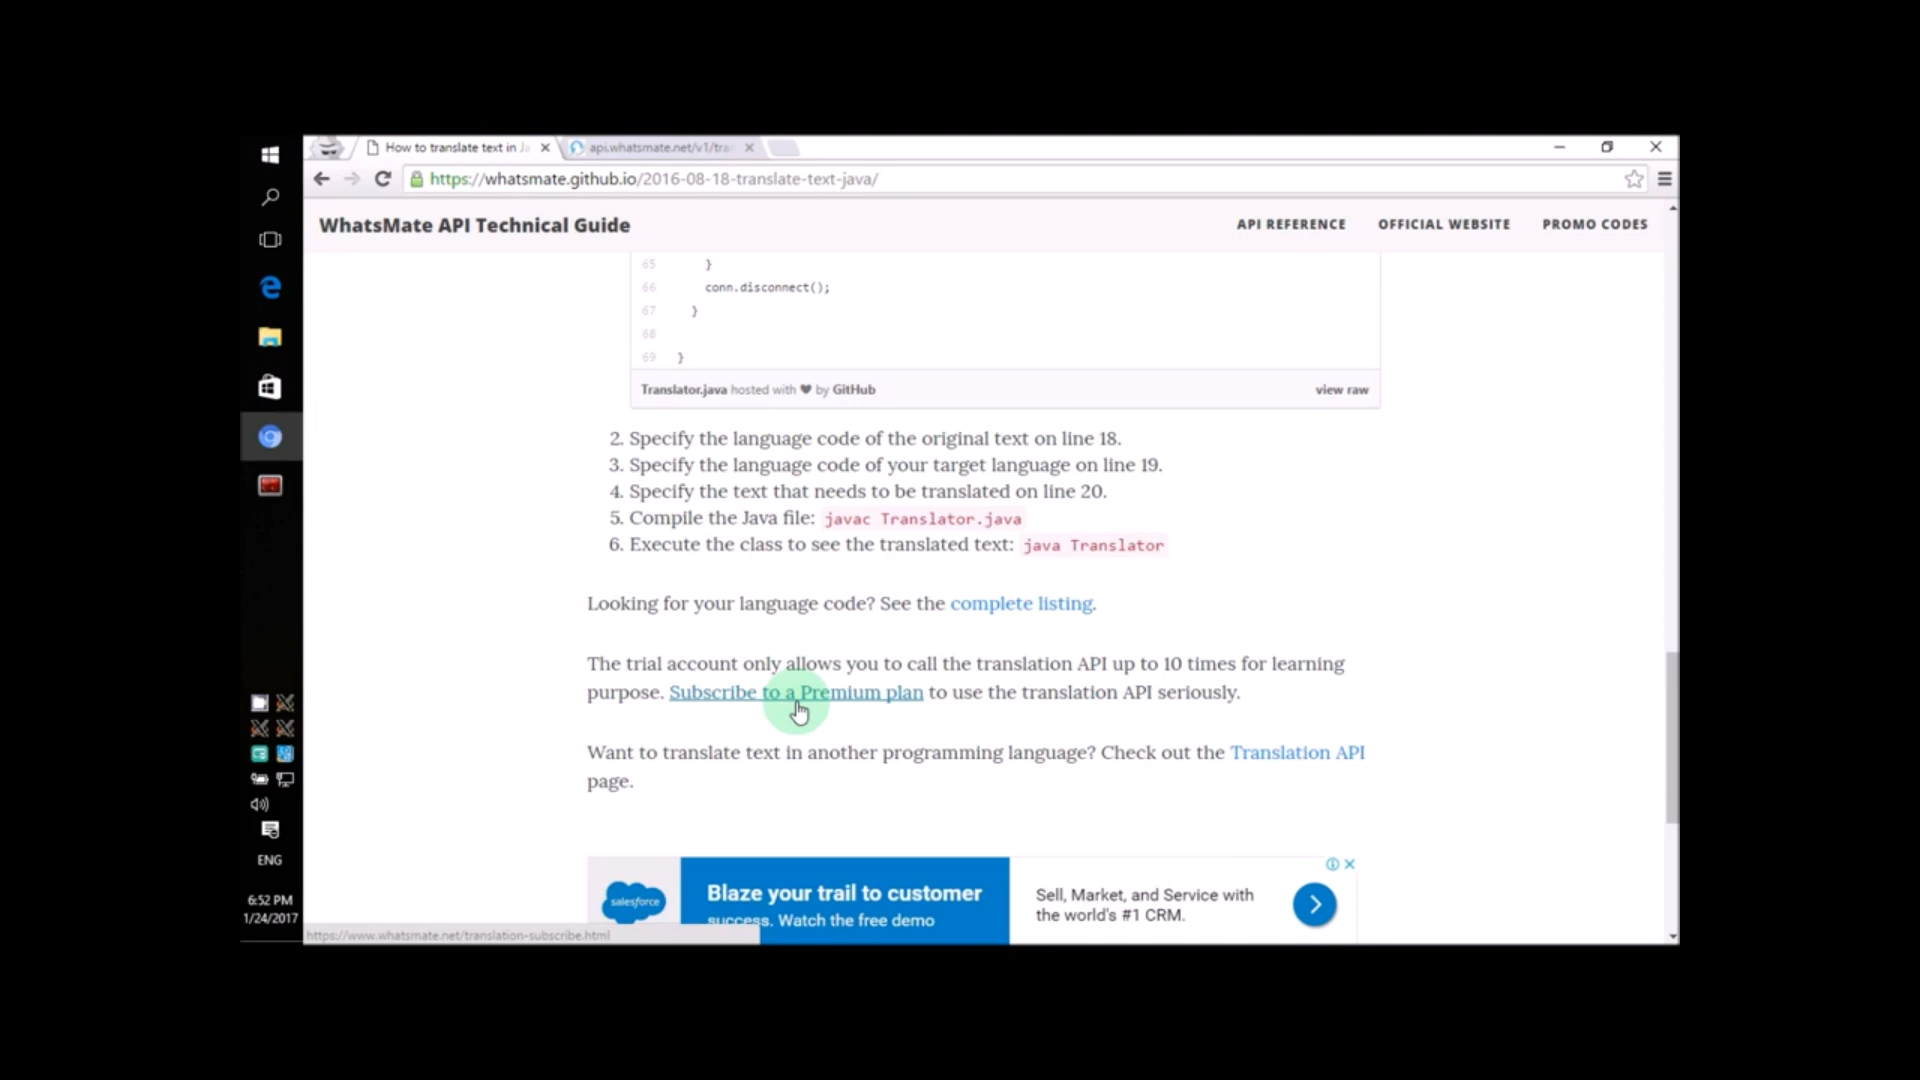 How to translate text in Ja
api.whatsmate.net/v1/tra
https://whatsmate.github.io/2016-08-18-translate-text-java/
WhatsMate API Technical Guide
API REFERENCE OFFICIAL WEBSITE PROMO CODES
65 }
66 conn.disconnect();
67 }
68
69 }
Translator.java hosted with ❤ by GitHub view raw
2. Specify the language code of the original text on line 18.
3. Specify the language code of your target language on line 19.
4. Specify the text that needs to be translated on line 20.
5. Compile the Java file: javac Translator.java
6. Execute the class to see the translated text: java Translator
Looking for your language code? See the complete listing.
The trial account only allows you to call the translation API up to 10 times for learning
purpose. Subscribe to a Premium plan to use the translation API seriously.
Want to translate text in another programming language? Check out the Translation API
page.
salesforce
Blaze your trail to customer
success. Watch the free demo
Sell, Market, and Service with
the world's #1 CRM.
https://www.whatsmate.net/translation-subscribe.html
ENG
6:52 PM
1/24/2017